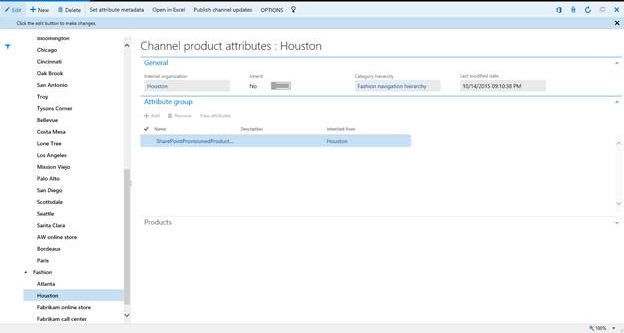 Edit New Delete Set attribute metadata Open in Excel Publish channel updates OPTIONS
Click the edit button to make changes.
Bloomington
Chicago
Cincinnati
Oak Brook
San Antonio
Troy
Tysons Corner
Bellevue
Costa Mesa
Lone Tree
Los Angeles
Mission Viejo
Palo Alto
San Diego
Scottsdale
Seattle
Santa Clara
AW online store
Bordeaux
Paris
Fashion
Atlanta
Houston
Fabrikam online store
Fabrikam call center
Channel product attributes : Houston
General
Internal organization Inherit Category hierarchy Last modified date
Houston No Fashion navigation hierarchy 10/14/2015 09:10:38 PM
Attribute group
Add Remove View attributes
Name Description Inherited from
SharePointProvisionedProduct... Houston
Products
100%